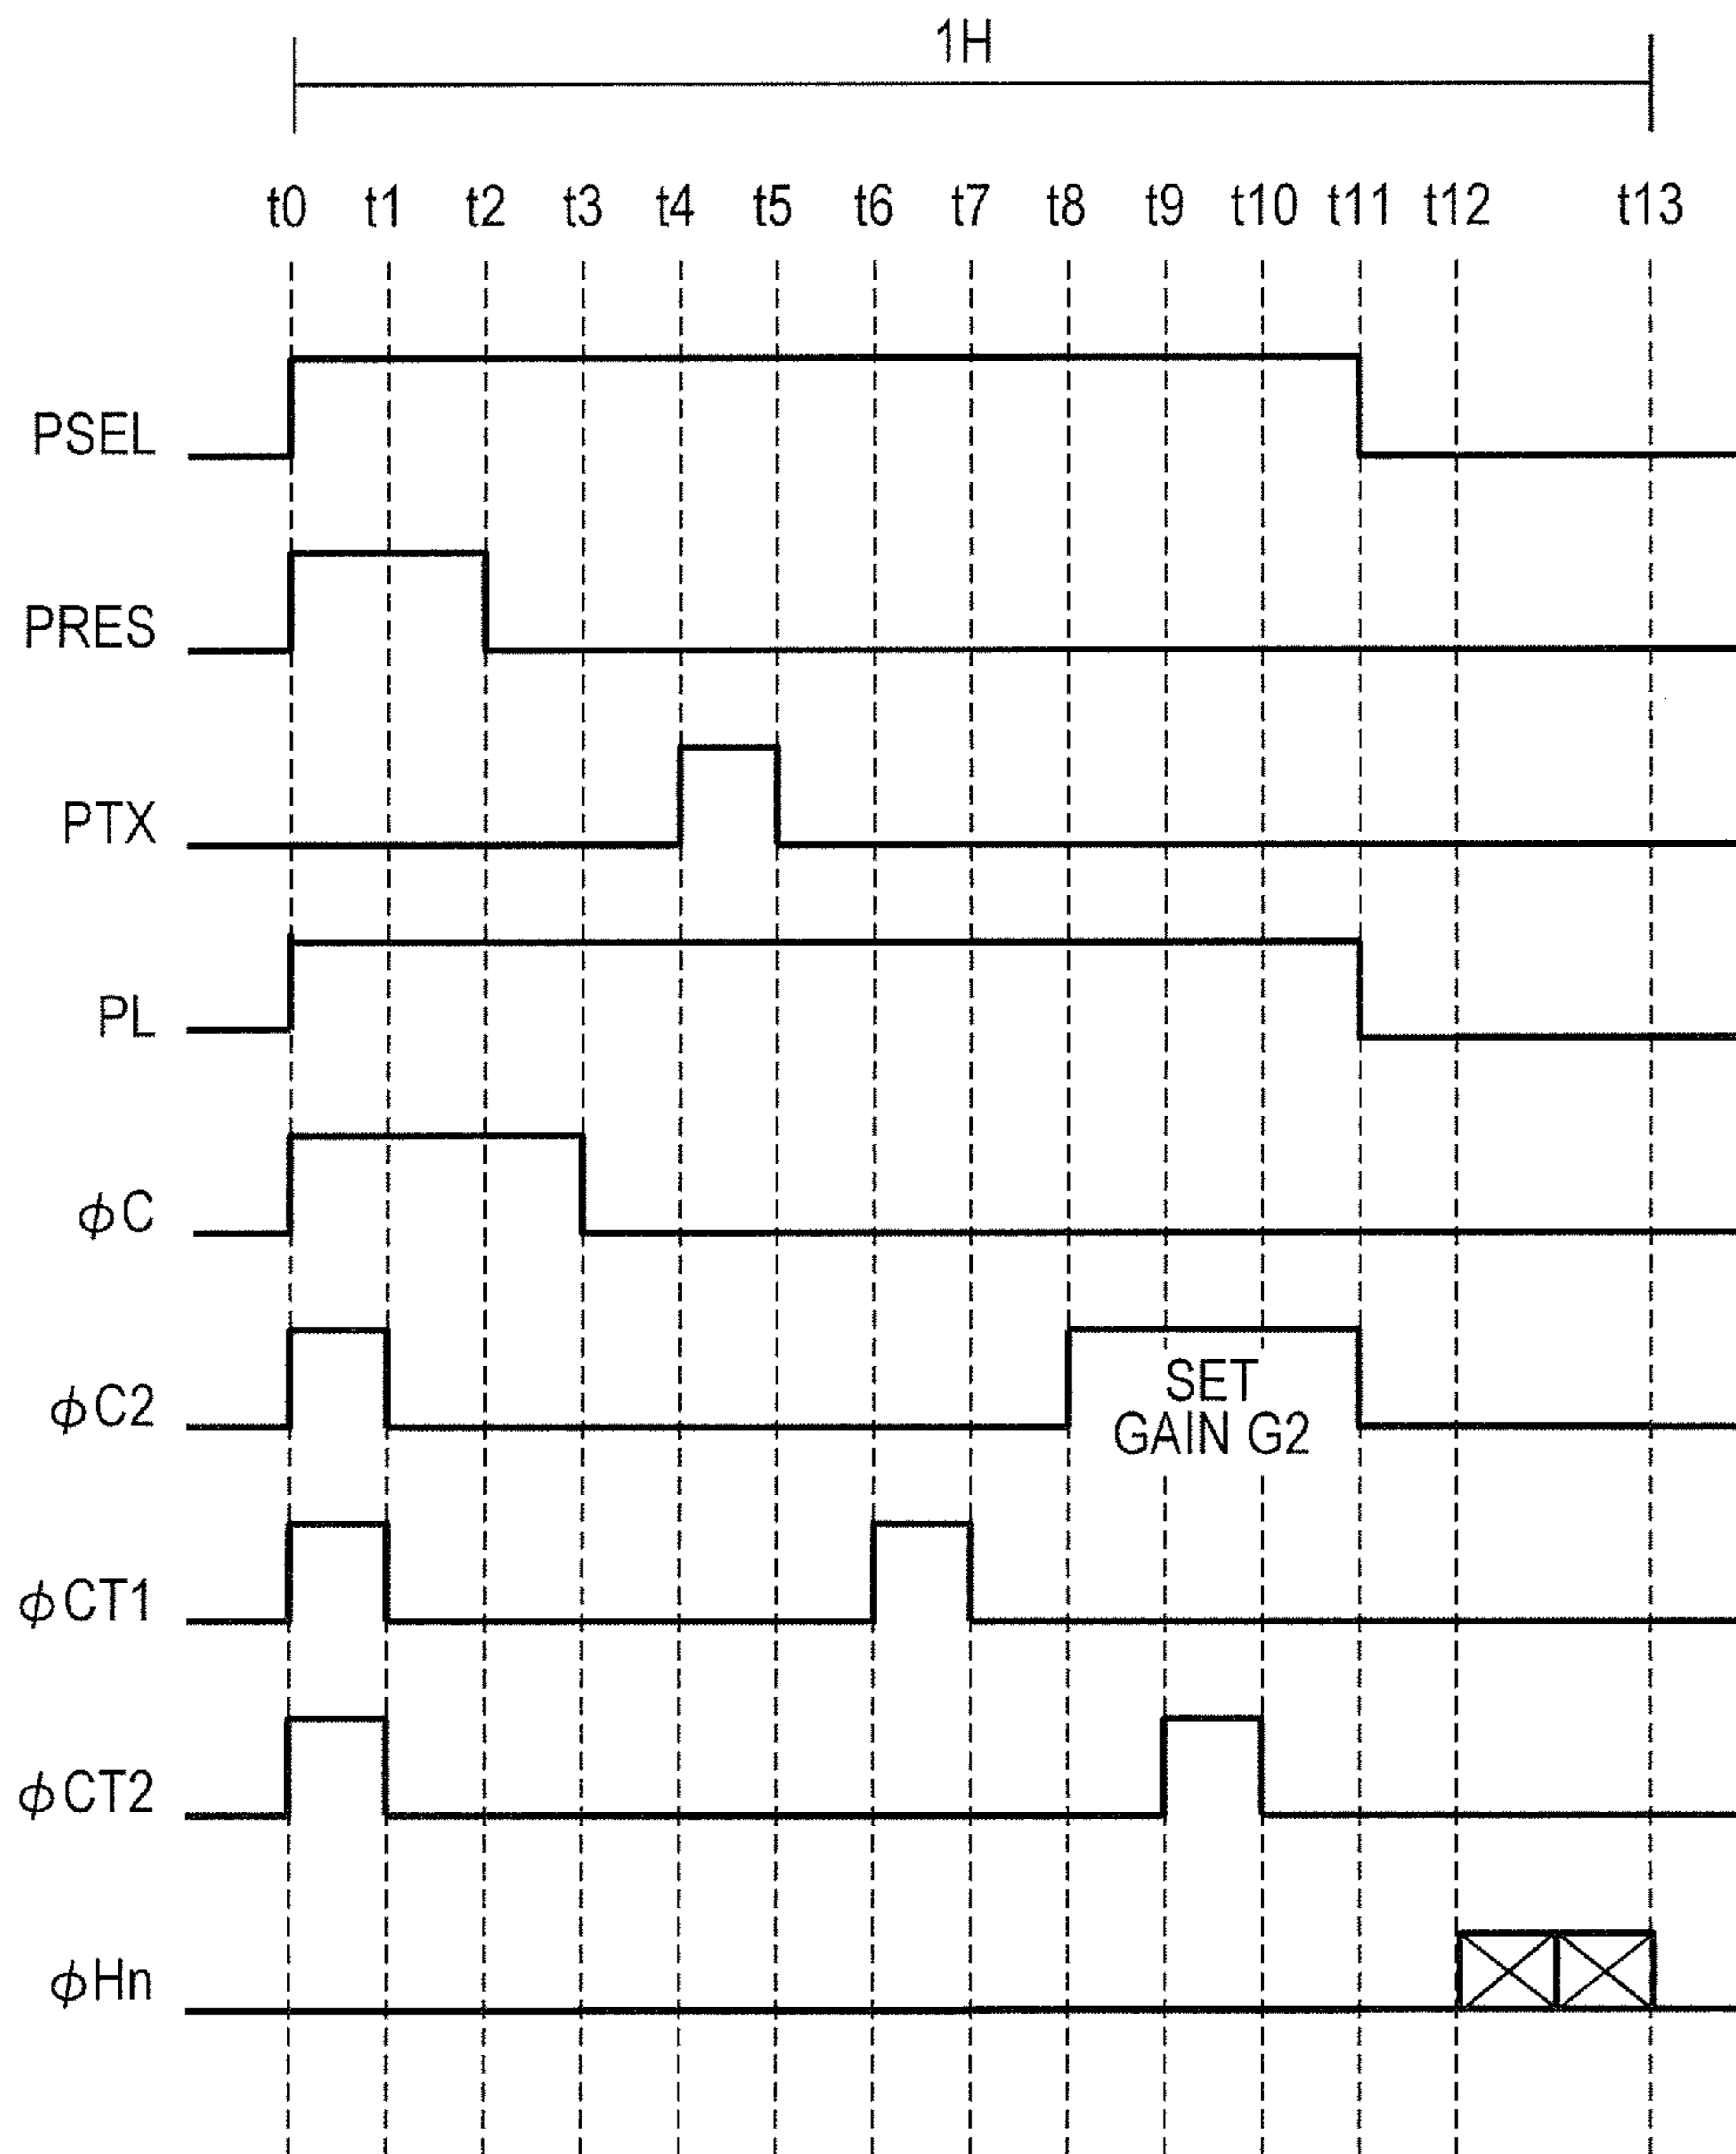 1H
t0 t1 t2 t3 t4 t5 t6 t7 t8 t9 t10 t11 t12 t13
PSEL
PRES
PTX
PL
ϕC
ϕC2
SET
GAIN G2
ϕCT1
ϕCT2
ϕHn